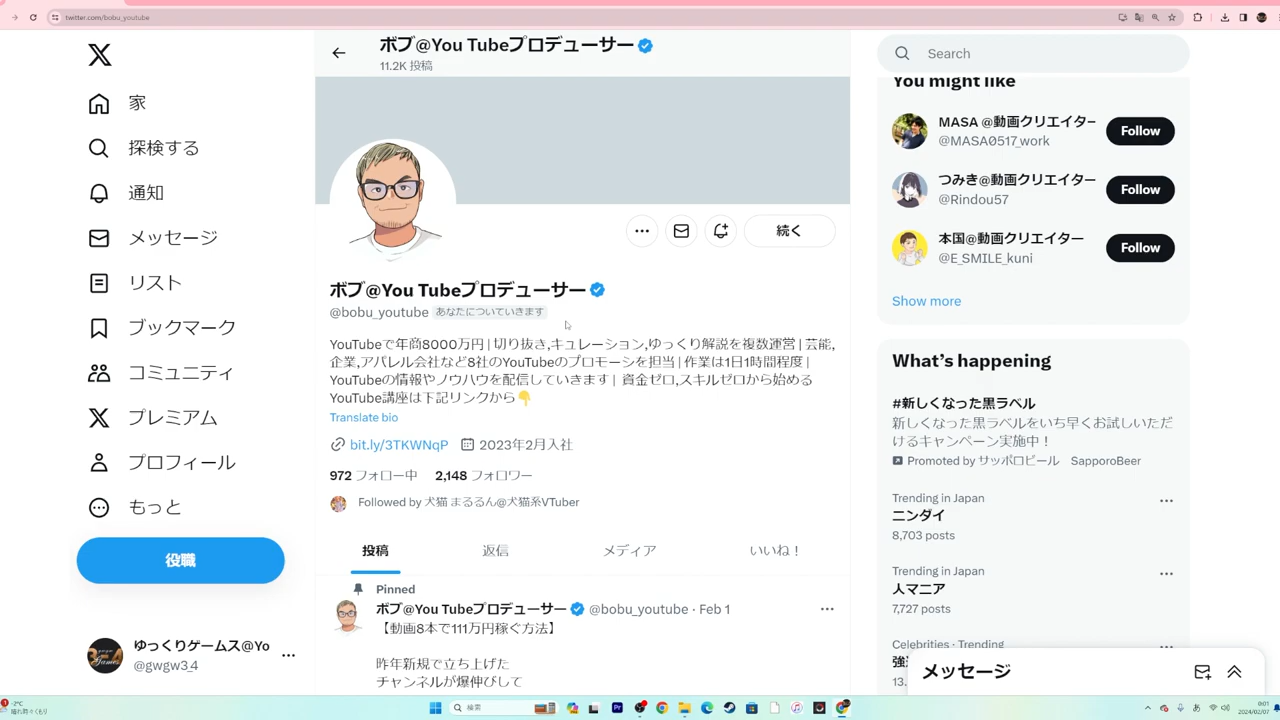 twitter.com/bobu_youtube
家
探検する
通知
メッセージ
リスト
ブックマーク
コミュニティ
プレミアム
プロフィール
もっと
役職
ゆっくりゲームス@Yo
@gwgw3_4
ボブ@You Tubeプロデューサー
11.2K 投稿
続く
ボブ@You Tubeプロデューサー
@bobu_youtube あなたについていきます
YouTubeで年商8000万円 | 切り抜き,キュレーション,ゆっくり解説を複数運営 | 芸能,
企業,アパレル会社など8社のYouTubeのプロモーシを担当 | 作業は1日1時間程度 |
YouTubeの情報やノウハウを配信していきます | 資金ゼロ,スキルゼロから始める
YouTube講座は下記リンクから👇
Translate bio
bit.ly/3TKWNqP 2023年2月入社
972 フォロー中 2,148 フォロワー
Followed by 犬猫 まるるん@犬猫系VTuber
投稿 返信 メディア いいね！
Pinned
ボブ@You Tubeプロデューサー @bobu_youtube · Feb 1
【動画8本で111万円稼ぐ方法】
昨年新規で立ち上げた
チャンネルが爆伸びして
Search
You might like
MASA @動画クリエイター
@MASA0517_work
Follow
つみき@動画クリエイター
@Rindou57
Follow
本国@動画クリエイター
@E_SMILE_kuni
Follow
Show more
What's happening
#新しくなった黒ラベル
新しくなった黒ラベルをいち早くお試しいただ
けるキャンペーン実施中！
Promoted by サッポロビール SapporoBeer
Trending in Japan
ニンダイ
8,703 posts
Trending in Japan
人マニア
7,727 posts
Celebrities · Trending
強
13.
メッセージ
-2°C
晴れ時々くもり
検索
0:01
2024/02/07